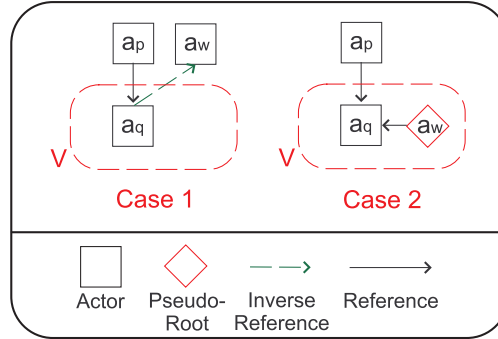 ap aw ap
aq aq aw
V V
Case 1 Case 2
Actor Pseudo-Root Inverse Reference Reference